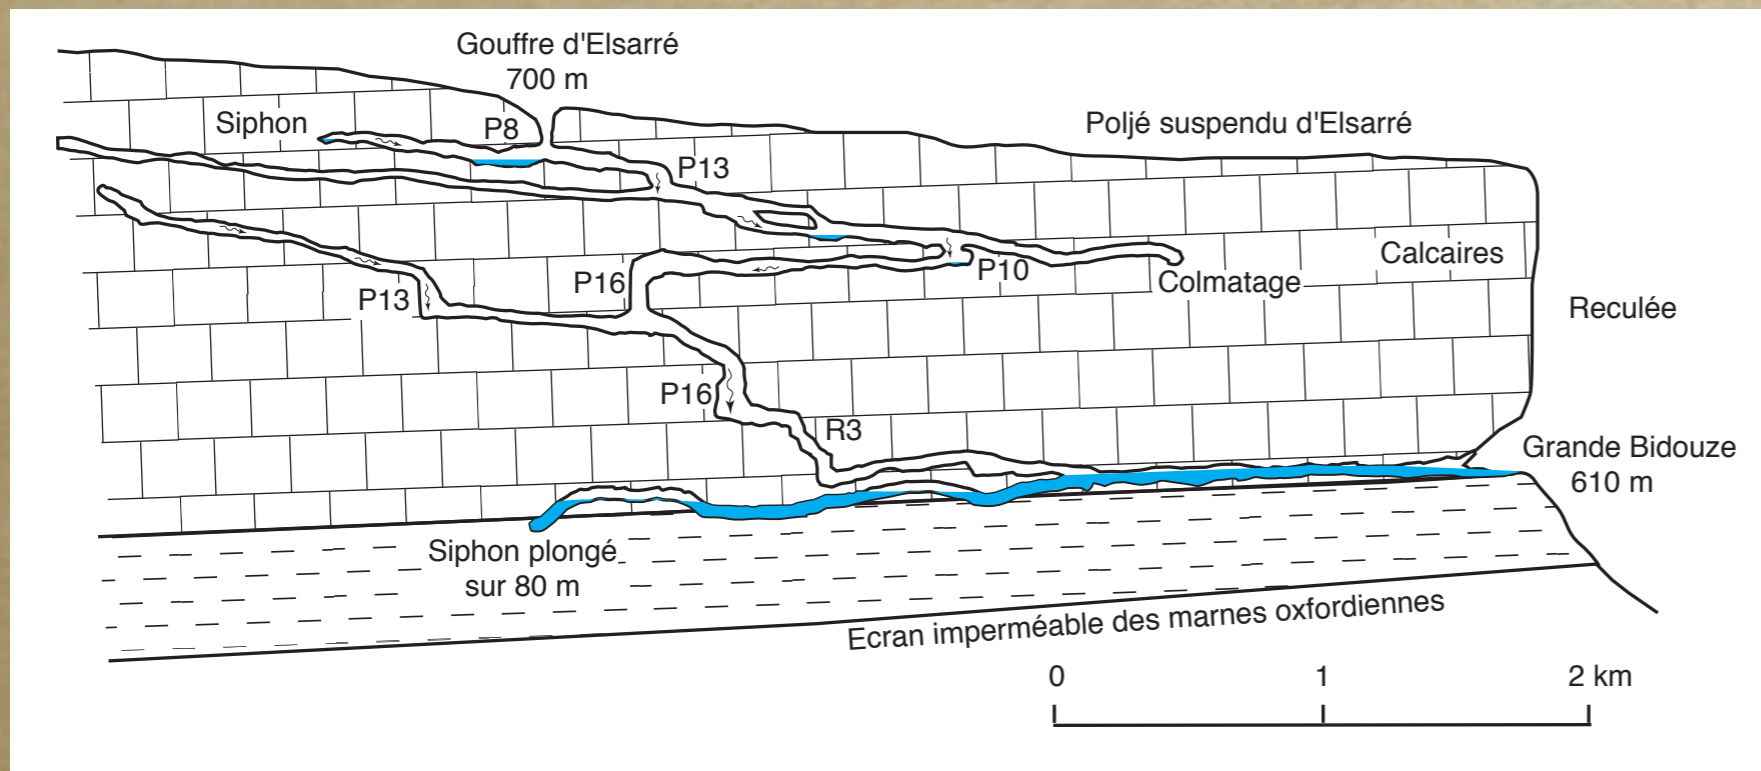 Gouffre d'Elsarré
700 m
Siphon
P8
Poljé suspendu d'Elsarré
P13
Calcaires
P10
P16
Colmatage
P13
Reculée
P16
R3
Grande Bidouze
610 m
Siphon plongé
sur 80 m
Ecran imperméable des marnes oxfordiennes
0 1 2 km